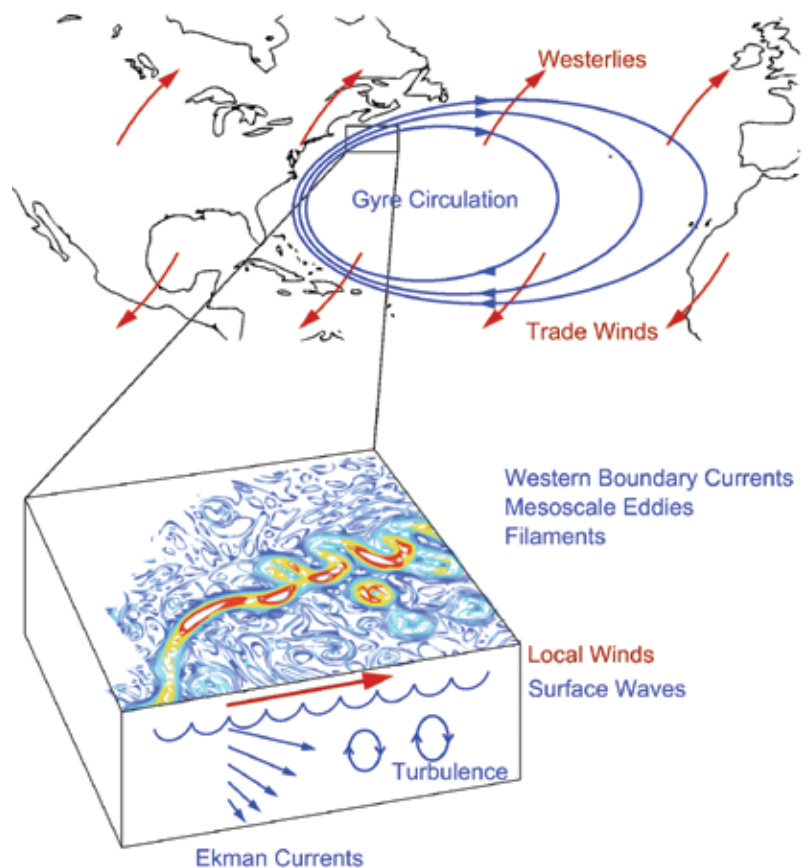 Westerlies
Gyre Circulation
Trade Winds
Western Boundary Currents
Mesoscale Eddies
Filaments
Local Winds
Surface Waves
Turbulence
Ekman Currents